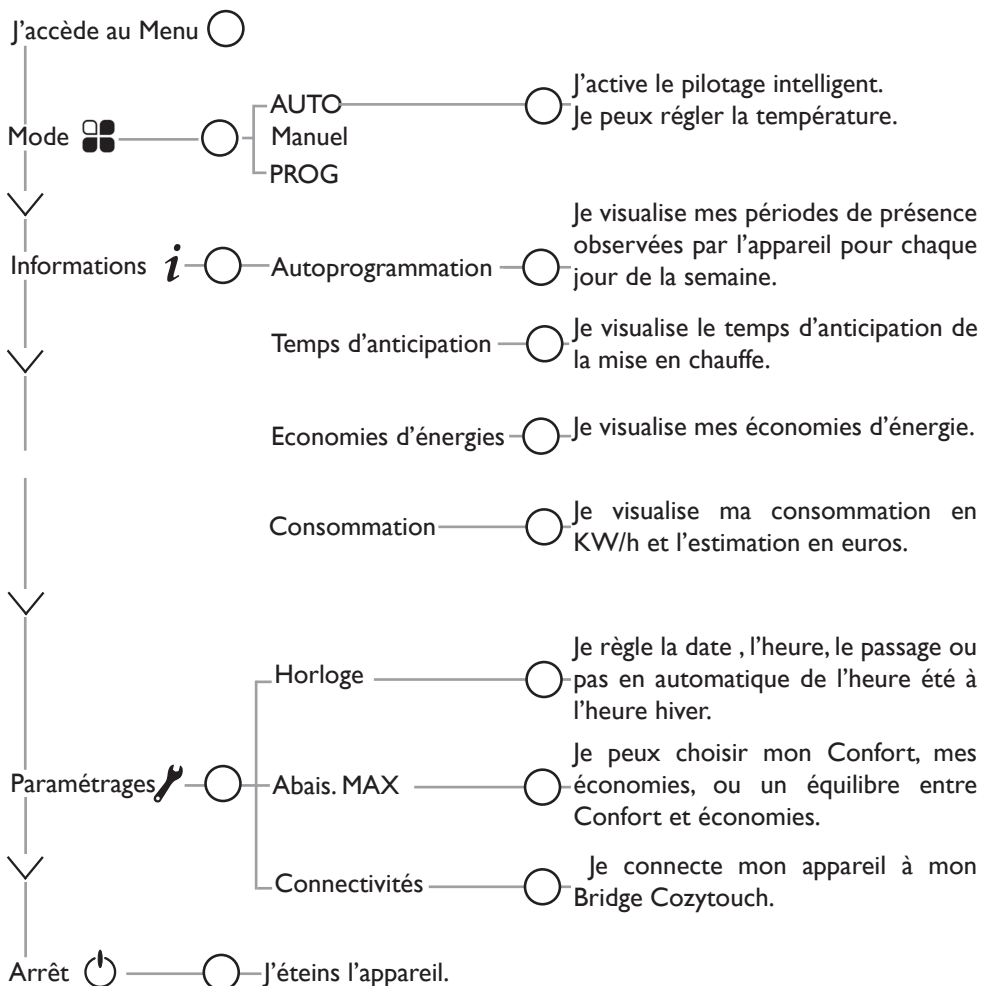 J'accède au Menu
Mode
AUTO
Manuel
PROG
J'active le pilotage intelligent.
Je peux régler la température.
Informations i
Autoprogrammation
Je visualise mes périodes de présence
observées par l'appareil pour chaque
jour de la semaine.
Temps d'anticipation
Je visualise le temps d'anticipation de
la mise en chauffe.
Economies d'énergies
Je visualise mes économies d'énergie.
Consommation
Je visualise ma consommation en
KW/h et l'estimation en euros.
Paramétrages
Horloge
Je règle la date , l'heure, le passage ou
pas en automatique de l'heure été à
l'heure hiver.
Abais. MAX
Je peux choisir mon Confort, mes
économies, ou un équilibre entre
Confort et économies.
Connectivités
Je connecte mon appareil à mon
Bridge Cozytouch.
Arrêt
J'éteins l'appareil.